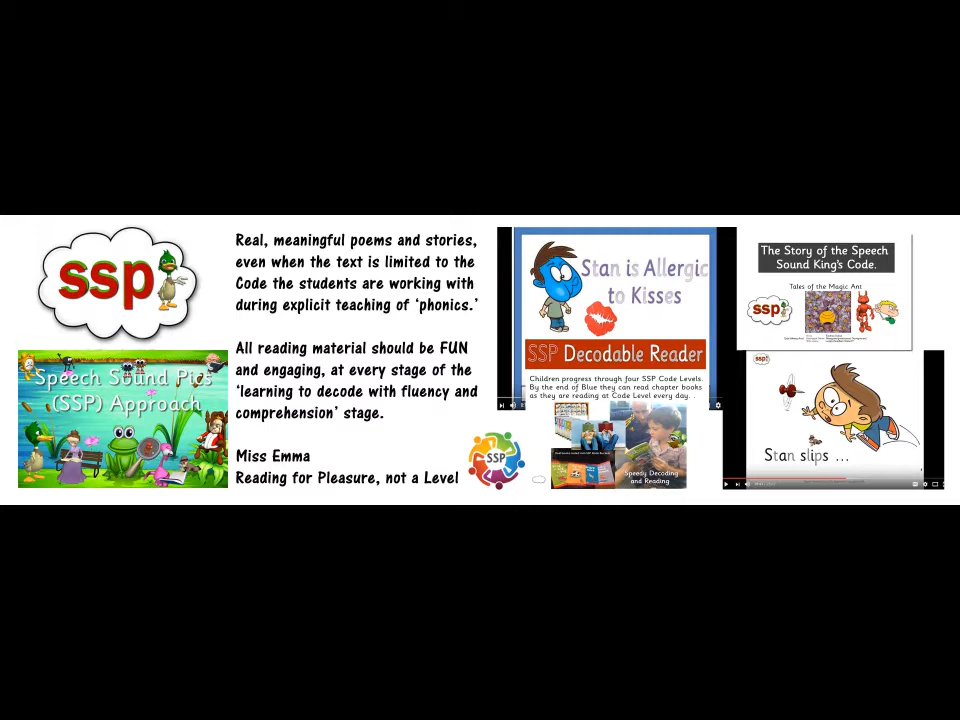 ssp
Speech Sound Pics
(SSP) Approach
Real, meaningful poems and stories,
even when the text is limited to the
Code the students are working with
during explicit teaching of ‘phonics.’
All reading material should be FUN
and engaging, at every stage of the
‘learning to decode with fluency and
comprehension’ stage.
Miss Emma
Reading for Pleasure, not a Level
SSP
Stan is Allergic
to Kisses
SSP Decodable Reader
Children progress through four SSP Code Levels.
By the end of Blue they can read chapter books
as they are reading at Code Level every day. .
Speedy Decoding
and Reading
The Story of the Speech
Sound King's Code.
Tales of the Magic Ant
ssp
ssp
Stan slips ...